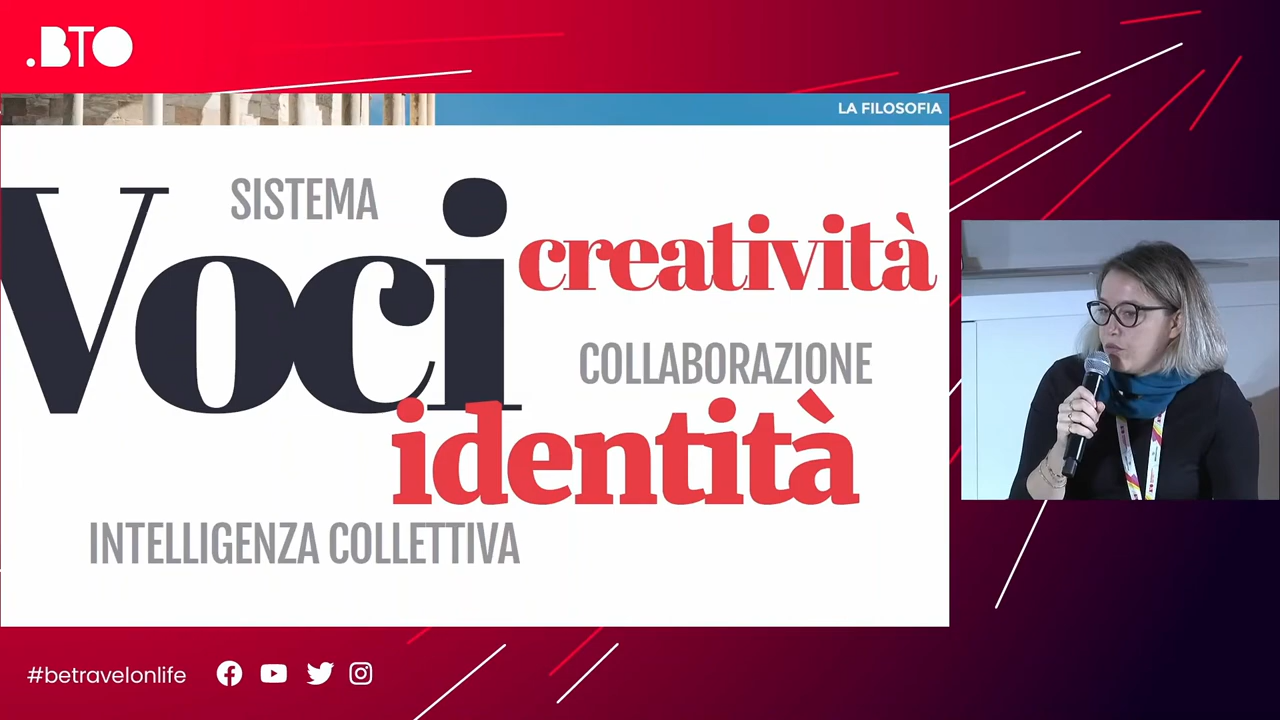 .BTO
LA FILOSOFIA
SISTEMA
Voci
creatività
COLLABORAZIONE
identità
INTELLIGENZA COLLETTIVA
#betravelonlife